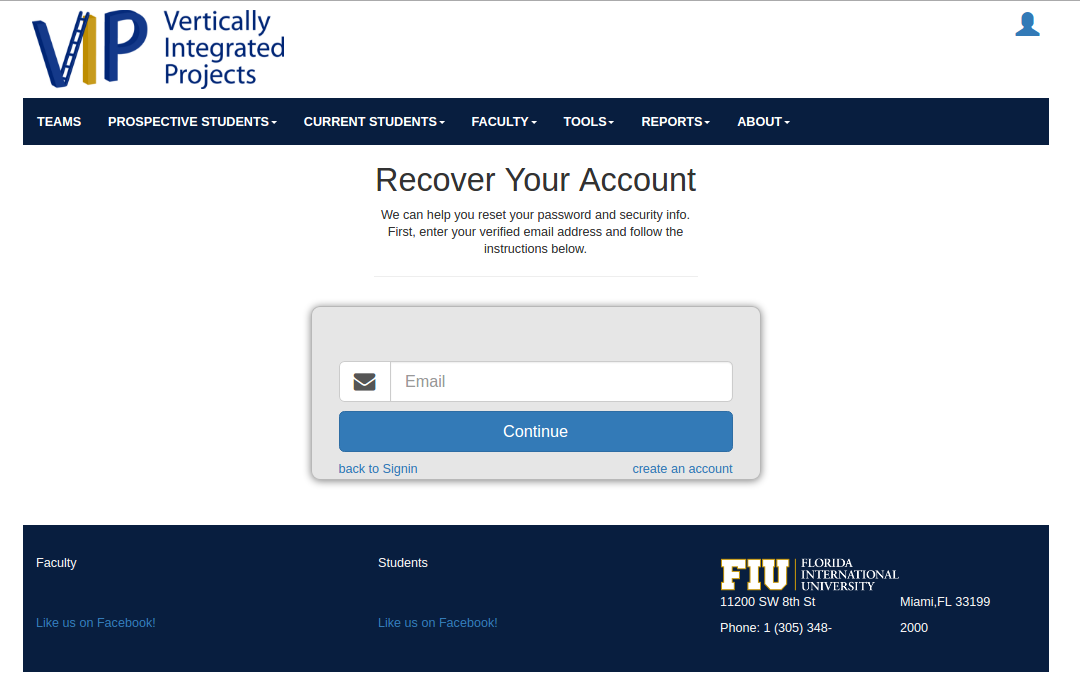 VIP Vertically
Integrated
Projects
TEAMS PROSPECTIVE STUDENTS CURRENT STUDENTS FACULTY TOOLS REPORTS ABOUT
Recover Your Account
We can help you reset your password and security info.
First, enter your verified email address and follow the
instructions below.
Email
Continue
back to Signin create an account
Faculty
Like us on Facebook!
Students
Like us on Facebook!
FIU FLORIDA
INTERNATIONAL
UNIVERSITY
11200 SW 8th St Miami,FL 33199
Phone: 1 (305) 348- 2000